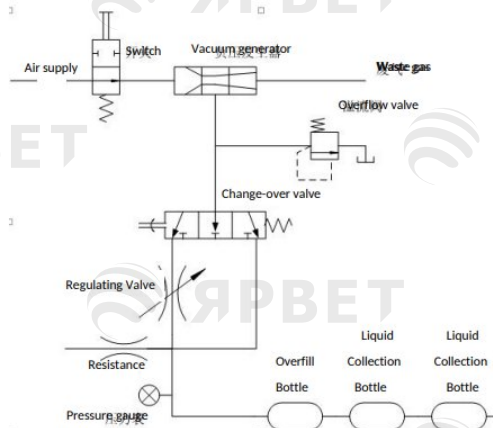 Switch
Vacuum generator
Air supply
Waste gas
Overflow valve
Change-over valve
Regulating Valve
ЯРВЕТ
Resistance
Overfill
Bottle
Liquid
Collection
Bottle
Liquid
Collection
Bottle
Pressure gauge